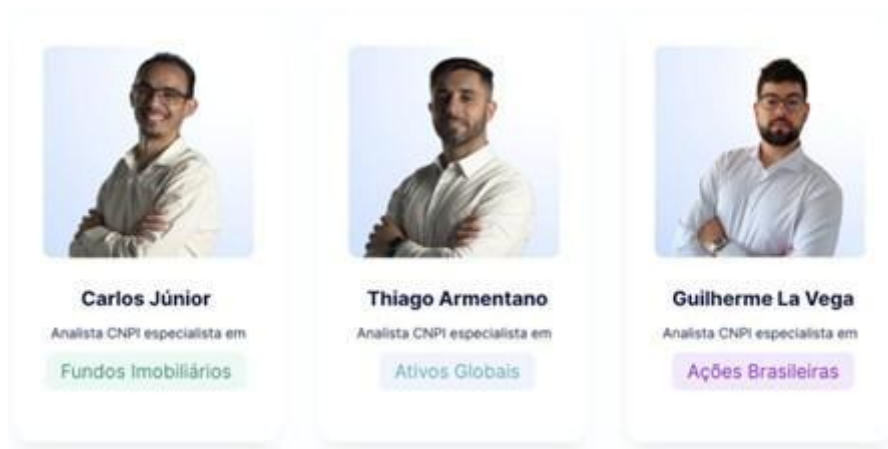 Carlos Júnior
Analista CNPI especialista em
Fundos Imobiliários
Thiago Armentano
Analista CNPI especialista em
Ativos Globais
Guilherme La Vega
Analista CNPI especialista em
Ações Brasileiras